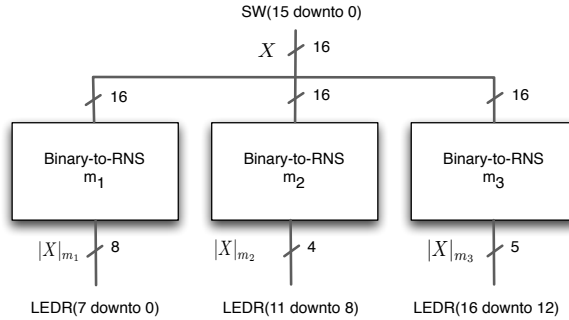 SW(15 downto 0)
X 16
16 16 16
Binary-to-RNS Binary-to-RNS Binary-to-RNS
m1 m2 m3
|X|m1 8 |X|m2 4 |X|m3 5
LEDR(7 downto 0) LEDR(11 downto 8) LEDR(16 downto 12)